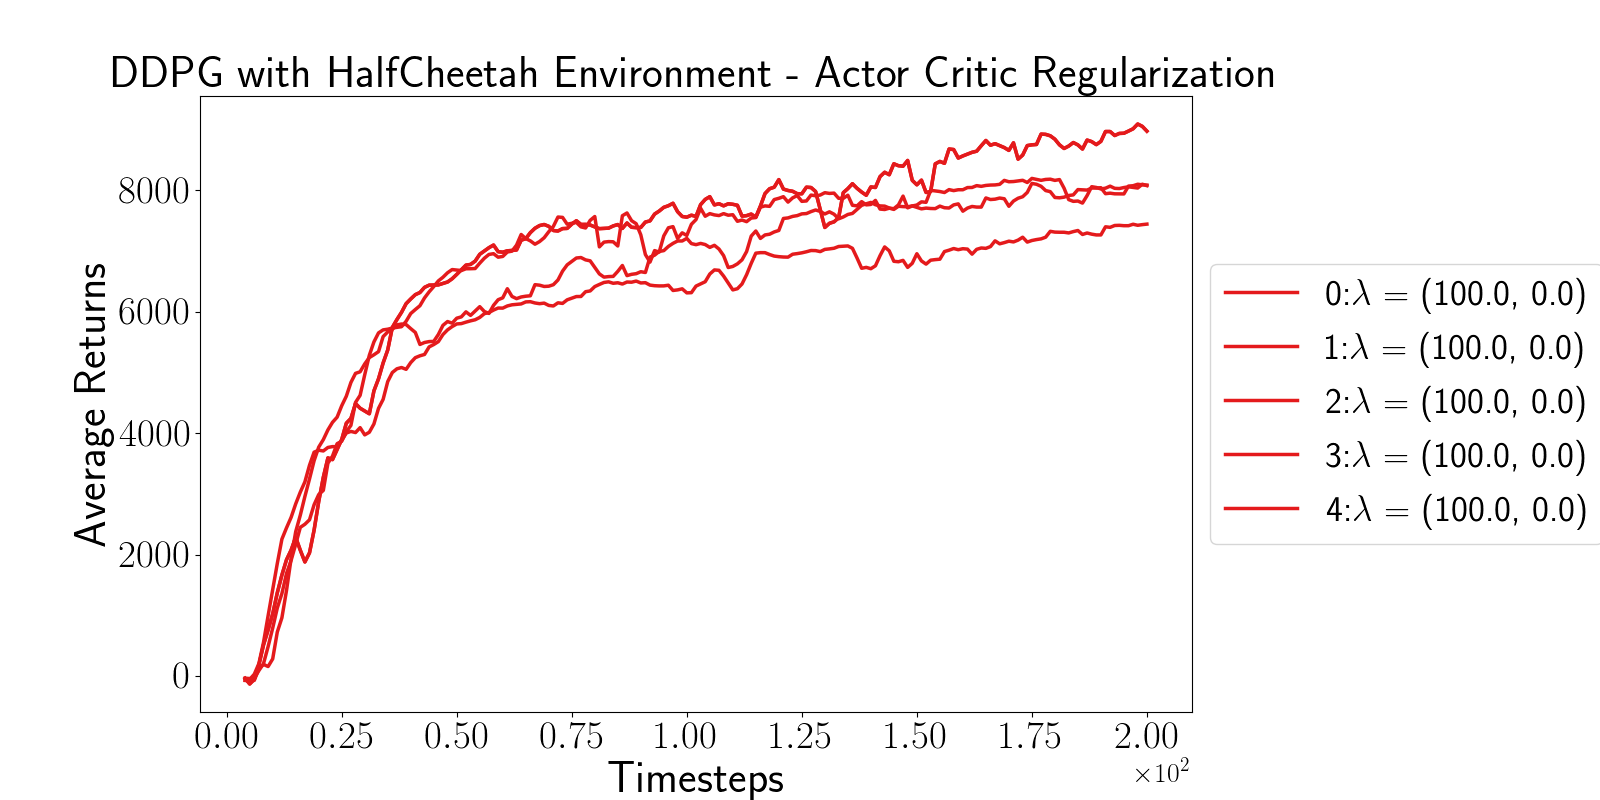 DDPG with HalfCheetah Environment - Actor Critic Regularization
Average Returns
8000
6000
4000
2000
0
0.00 0.25 0.50 0.75 1.00 1.25 1.50 1.75 2.00
×10²
Timesteps
0:λ = (100.0, 0.0)
1:λ = (100.0, 0.0)
2:λ = (100.0, 0.0)
3:λ = (100.0, 0.0)
4:λ = (100.0, 0.0)